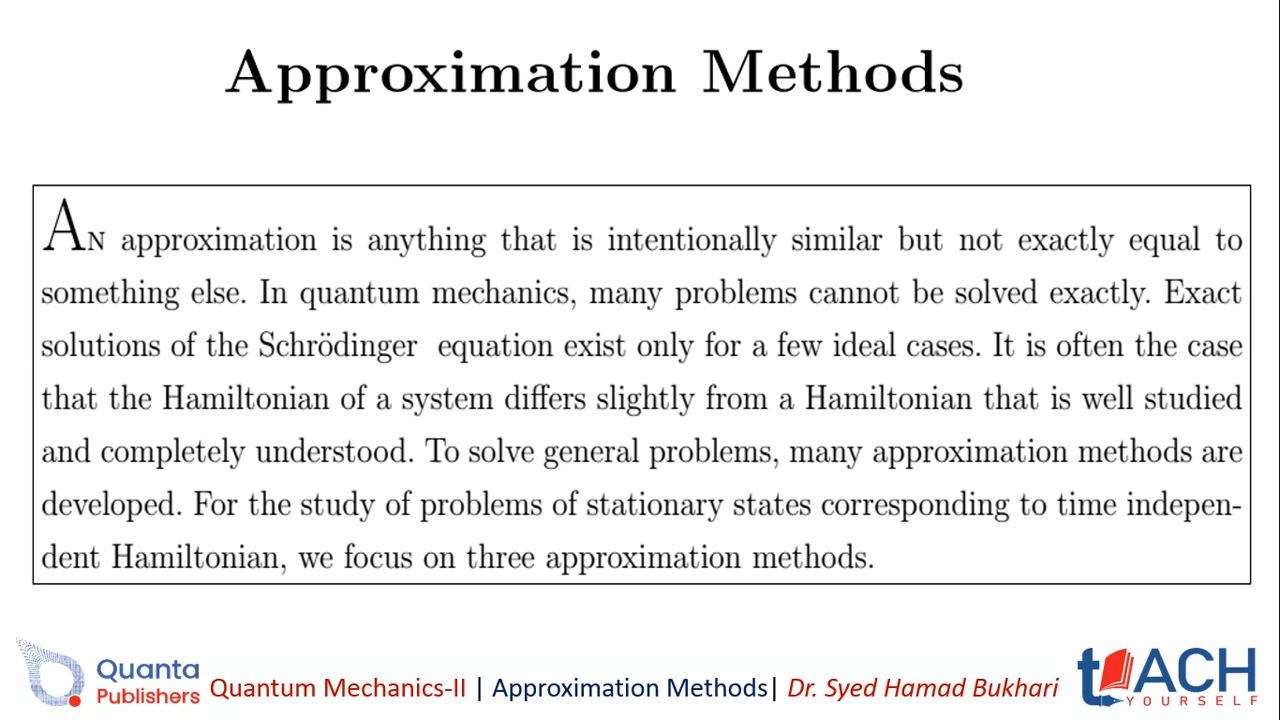 Approximation Methods
AN approximation is anything that is intentionally similar but not exactly equal to
something else. In quantum mechanics, many problems cannot be solved exactly. Exact
solutions of the Schrödinger equation exist only for a few ideal cases. It is often the case
that the Hamiltonian of a system differs slightly from a Hamiltonian that is well studied
and completely understood. To solve general problems, many approximation methods are
developed. For the study of problems of stationary states corresponding to time indepen-
dent Hamiltonian, we focus on three approximation methods.
Quanta
Publishers
Quantum Mechanics-II | Approximation Methods| Dr. Syed Hamad Bukhari
tEACH
YOURSELF